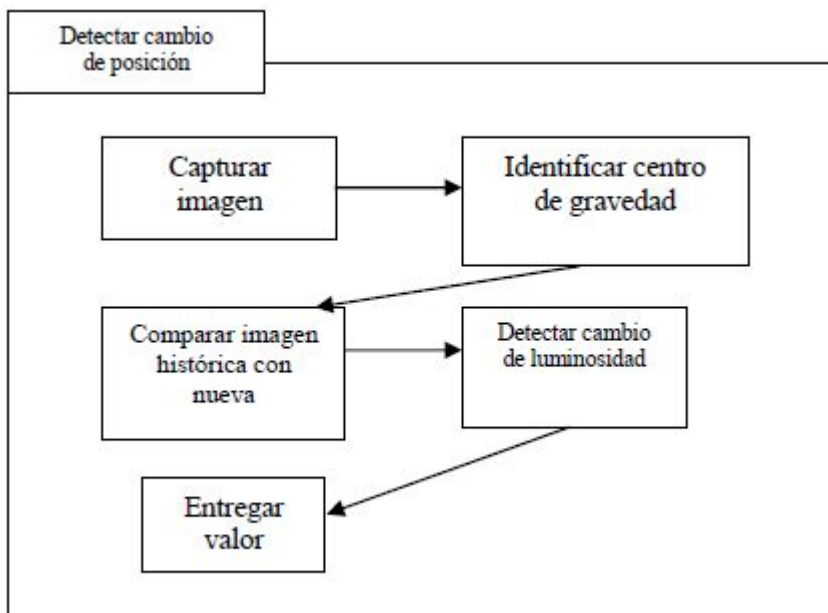 Detectar cambio
de posición
Capturar
imagen
Identificar centro
de gravedad
Comparar imagen
histórica con
nueva
Detectar cambio
de luminosidad
Entregar
valor